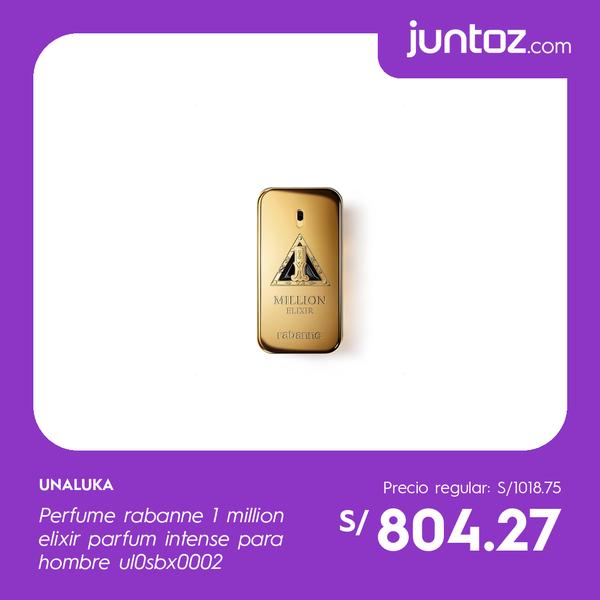 juntoz.com
1
MILLION
ELIXIR
rabanne
UNALUKA
Perfume rabanne 1 million
elixir parfum intense para
hombre ul0sbx0002
Precio regular: S/1018.75
S/ 804.27